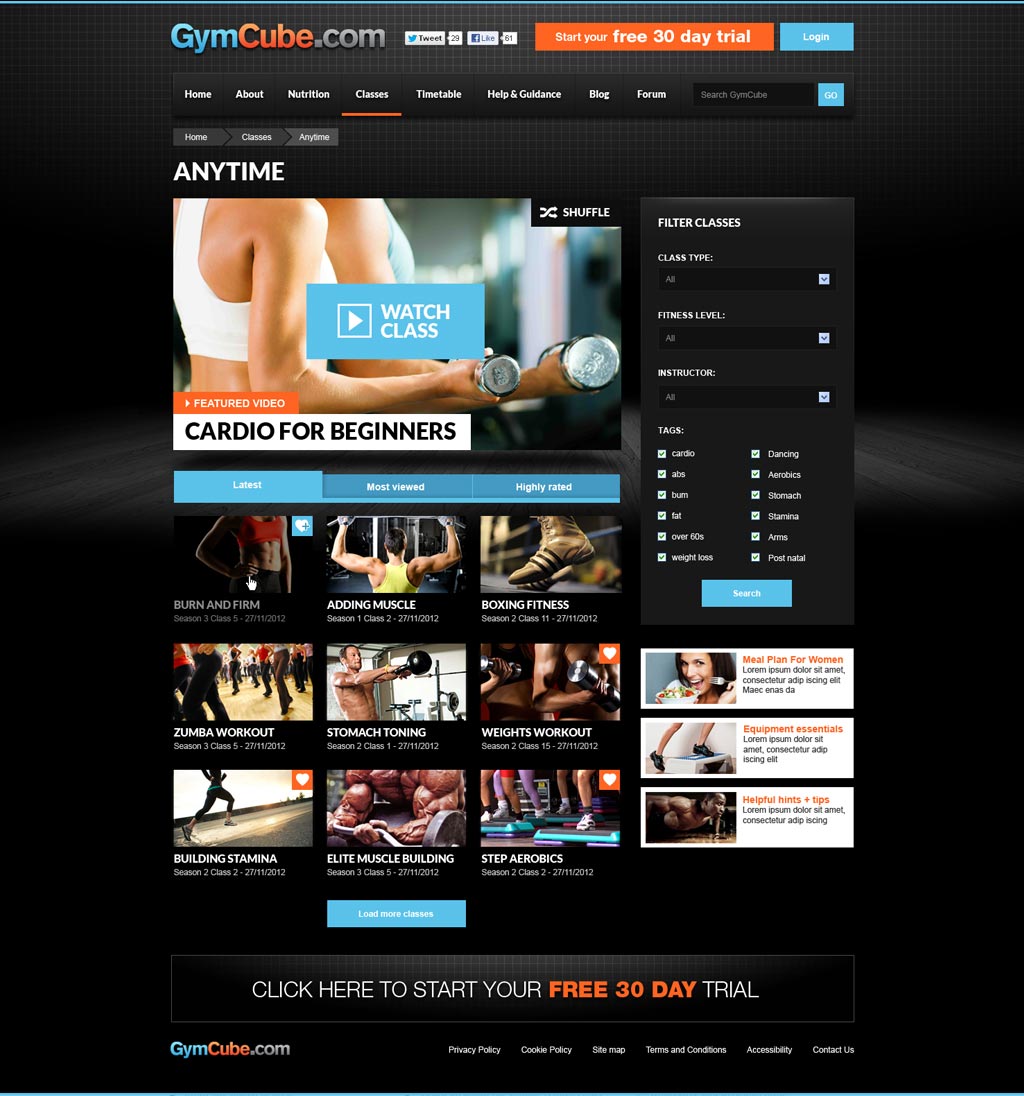 GymCube.com
Tweet 29 Like 61
Start your free 30 day trial
Login
Home About Nutrition Classes Timetable Help & Guidance Blog Forum Search GymCube GO
Home Classes Anytime
ANYTIME
SHUFFLE
WATCH
CLASS
FEATURED VIDEO
CARDIO FOR BEGINNERS
FILTER CLASSES
CLASS TYPE:
All
FITNESS LEVEL:
All
INSTRUCTOR:
All
TAGS:
cardio Dancing
abs Aerobics
bum Stomach
fat Stamina
over 60s Arms
weight loss Post natal
Search
Latest Most viewed Highly rated
BURN AND FIRM
Season 3 Class 5 - 27/11/2012
ADDING MUSCLE
Season 1 Class 2 - 27/11/2012
BOXING FITNESS
Season 2 Class 11 - 27/11/2012
ZUMBA WORKOUT
Season 3 Class 5 - 27/11/2012
STOMACH TONING
Season 2 Class 1 - 27/11/2012
WEIGHTS WORKOUT
Season 2 Class 15 - 27/11/2012
BUILDING STAMINA
Season 2 Class 2 - 27/11/2012
ELITE MUSCLE BUILDING
Season 3 Class 5 - 27/11/2012
STEP AEROBICS
Season 2 Class 2 - 27/11/2012
Load more classes
Meal Plan For Women
Lorem ipsum dolor sit amet,
consectetur adip iscing elit
Maec enas da
Equipment essentials
Lorem ipsum dolor sit
amet, consectetur adip
iscing elit
Helpful hints + tips
Lorem ipsum dolor sit amet,
consectetur adip iscing
CLICK HERE TO START YOUR FREE 30 DAY TRIAL
GymCube.com
Privacy Policy Cookie Policy Site map Terms and Conditions Accessibility Contact Us